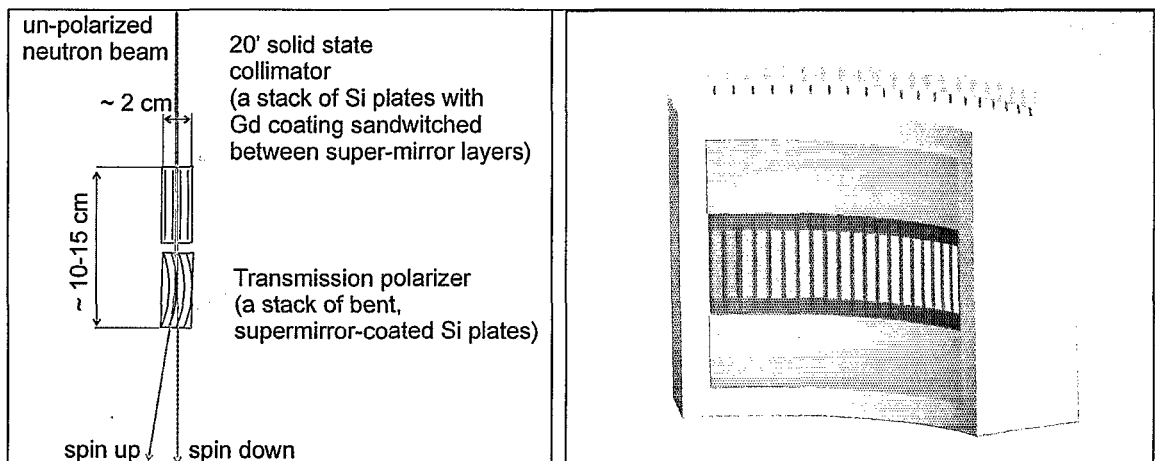 un-polarized
neutron beam
~ 2 cm
20' solid state
collimator
(a stack of Si plates with
Gd coating sandwitched
between super-mirror layers)
~ 10-15 cm
Transmission polarizer
(a stack of bent,
supermirror-coated Si plates)
spin up
spin down